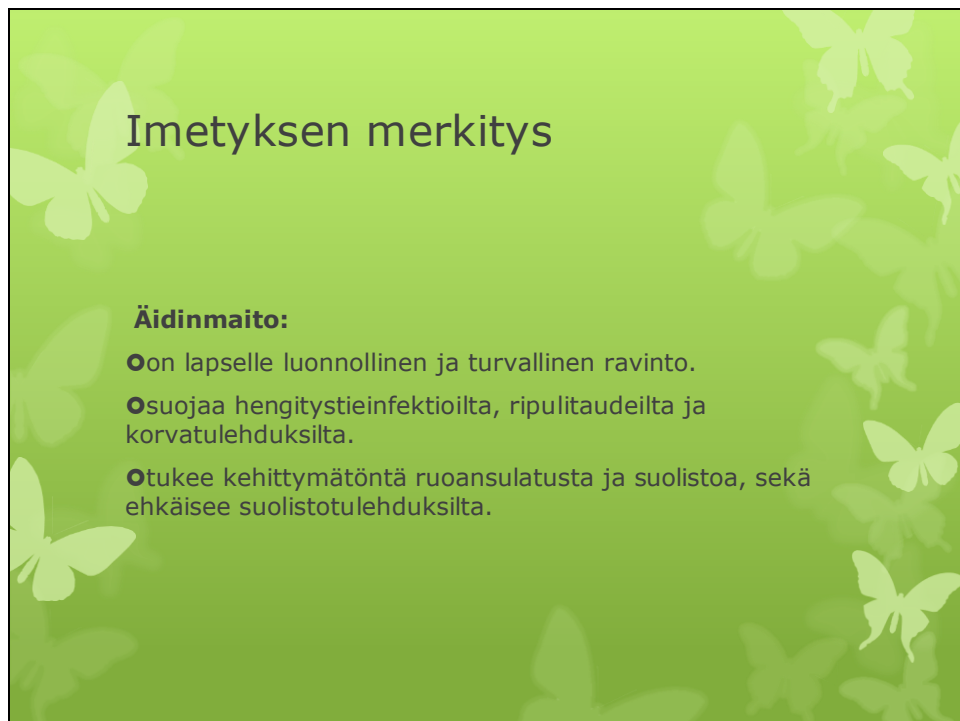 Imetyksen merkitys
Äidinmaito:
on lapselle luonnollinen ja turvallinen ravinto.
suojaa hengitystieinfektioilta, ripulitaudeilta ja
korvatulehduksilta.
tukee kehittymätöntä ruoansulatusta ja suolistoa, sekä
ehkäisee suolistotulehduksilta.